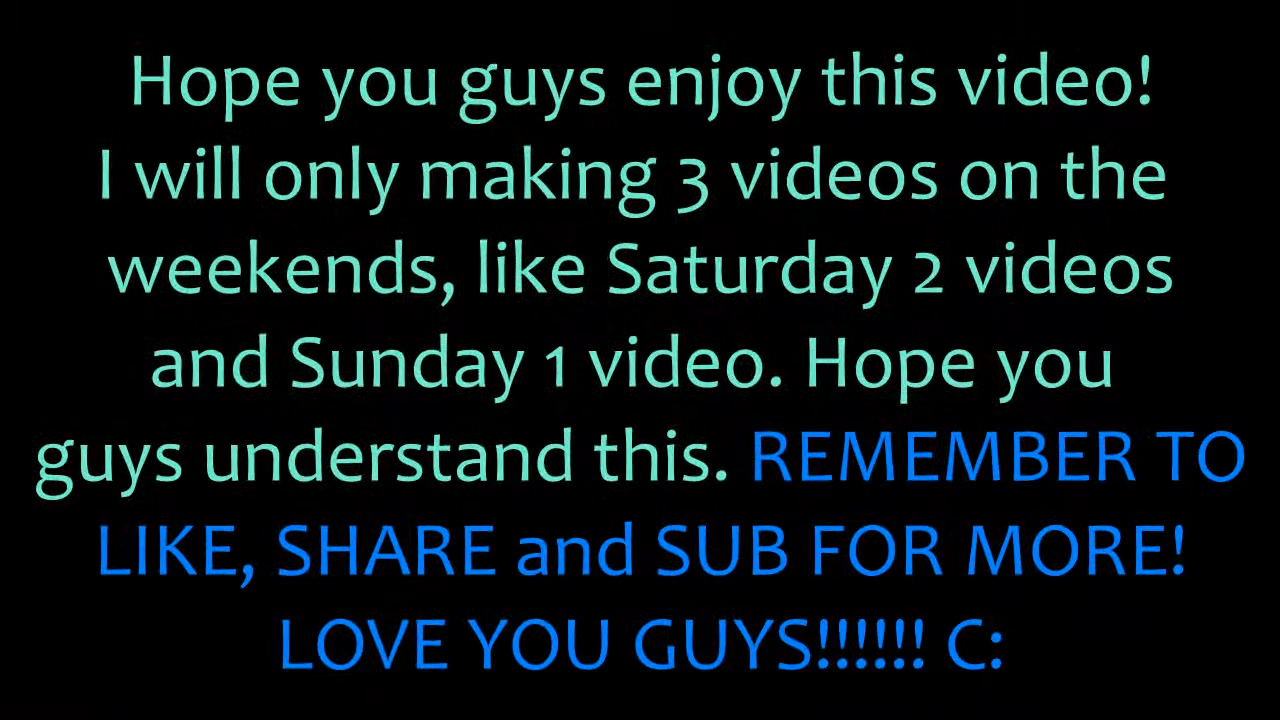 Hope you guys enjoy this video!
I will only making 3 videos on the
weekends, like Saturday 2 videos
and Sunday 1 video. Hope you
guys understand this. REMEMBER TO
LIKE, SHARE and SUB FOR MORE!
LOVE YOU GUYS!!!!!! C: